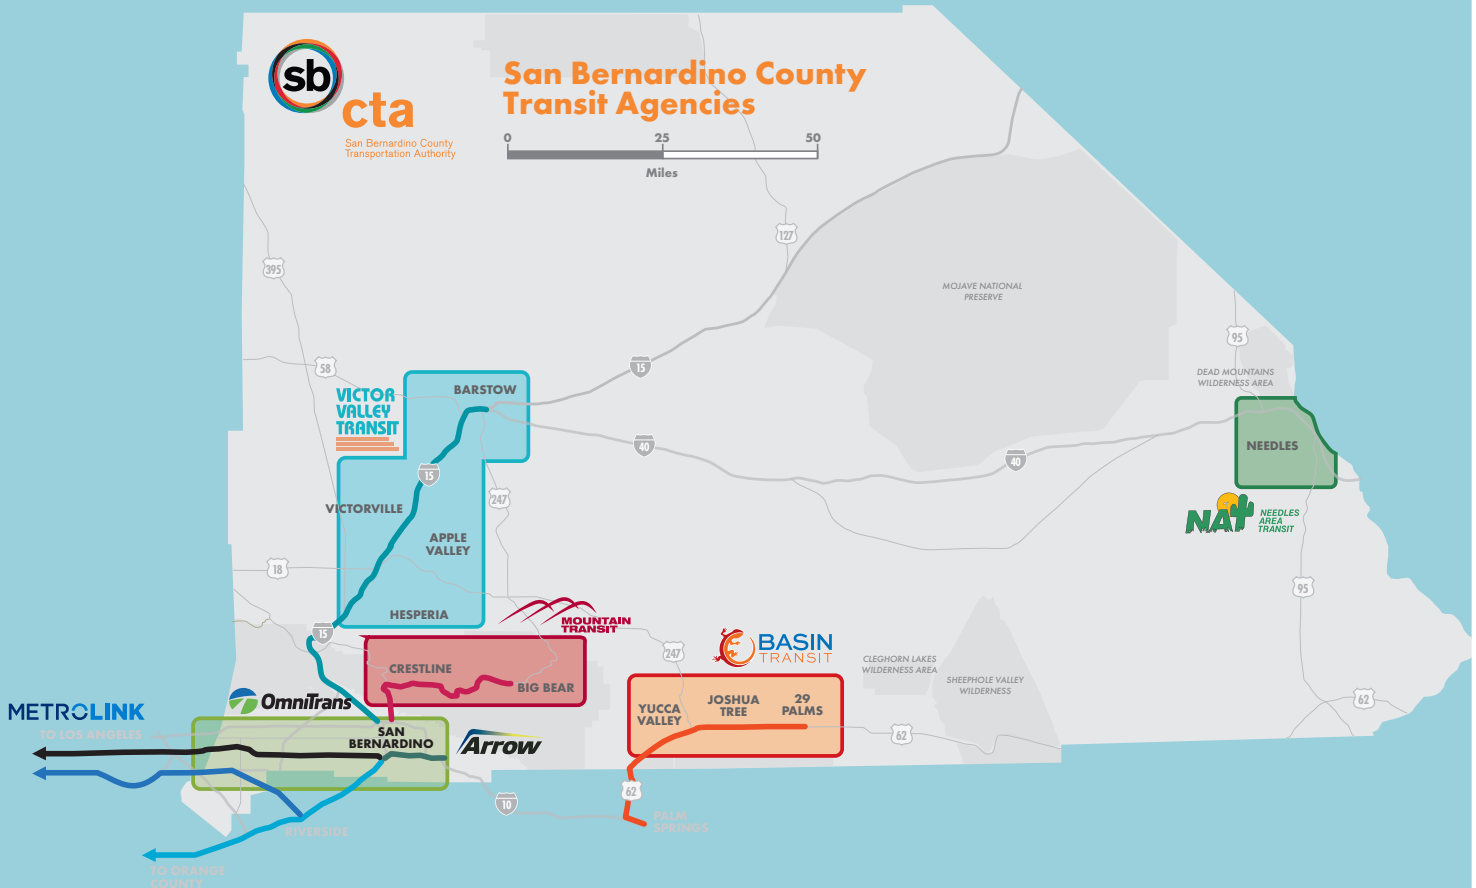 sb
cta
San Bernardino County
Transportation Authority
San Bernardino County
Transit Agencies
0 25 50
Miles
127
395
MOJAVE NATIONAL
PRESERVE
95
58
15
DEAD MOUNTAINS
WILDERNESS AREA
VICTOR
VALLEY
TRANSIT
BARSTOW
40
NEEDLES
40
15
247
VICTORVILLE
NAT
NEEDLES
AREA
TRANSIT
APPLE
VALLEY
18
95
HESPERIA
15
MOUNTAIN
TRANSIT
BASIN
TRANSIT
247
CLEGHORN LAKES
WILDERNESS AREA
CRESTLINE
BIG BEAR
SHEEPHOLE VALLEY
WILDERNESS
OmniTrans
METROLINK
TO LOS ANGELES
JOSHUA
TREE
29
PALMS
YUCCA
VALLEY
62
62
SAN
BERNARDINO
Arrow
62
10
PALM
SPRINGS
RIVERSIDE
TO ORANGE
COUNTY